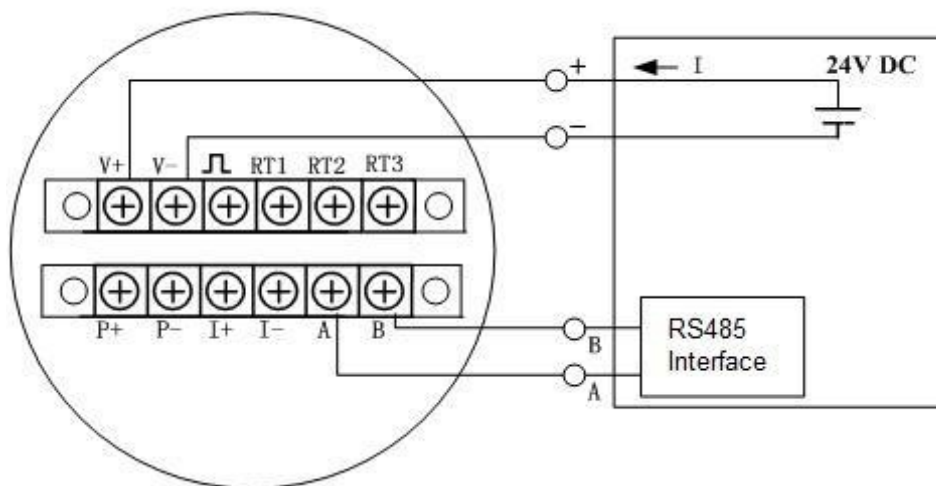 + I 24V DC
−
V+ V- RT1 RT2 RT3
P+ P- I+ I- A B
B
A
RS485
Interface